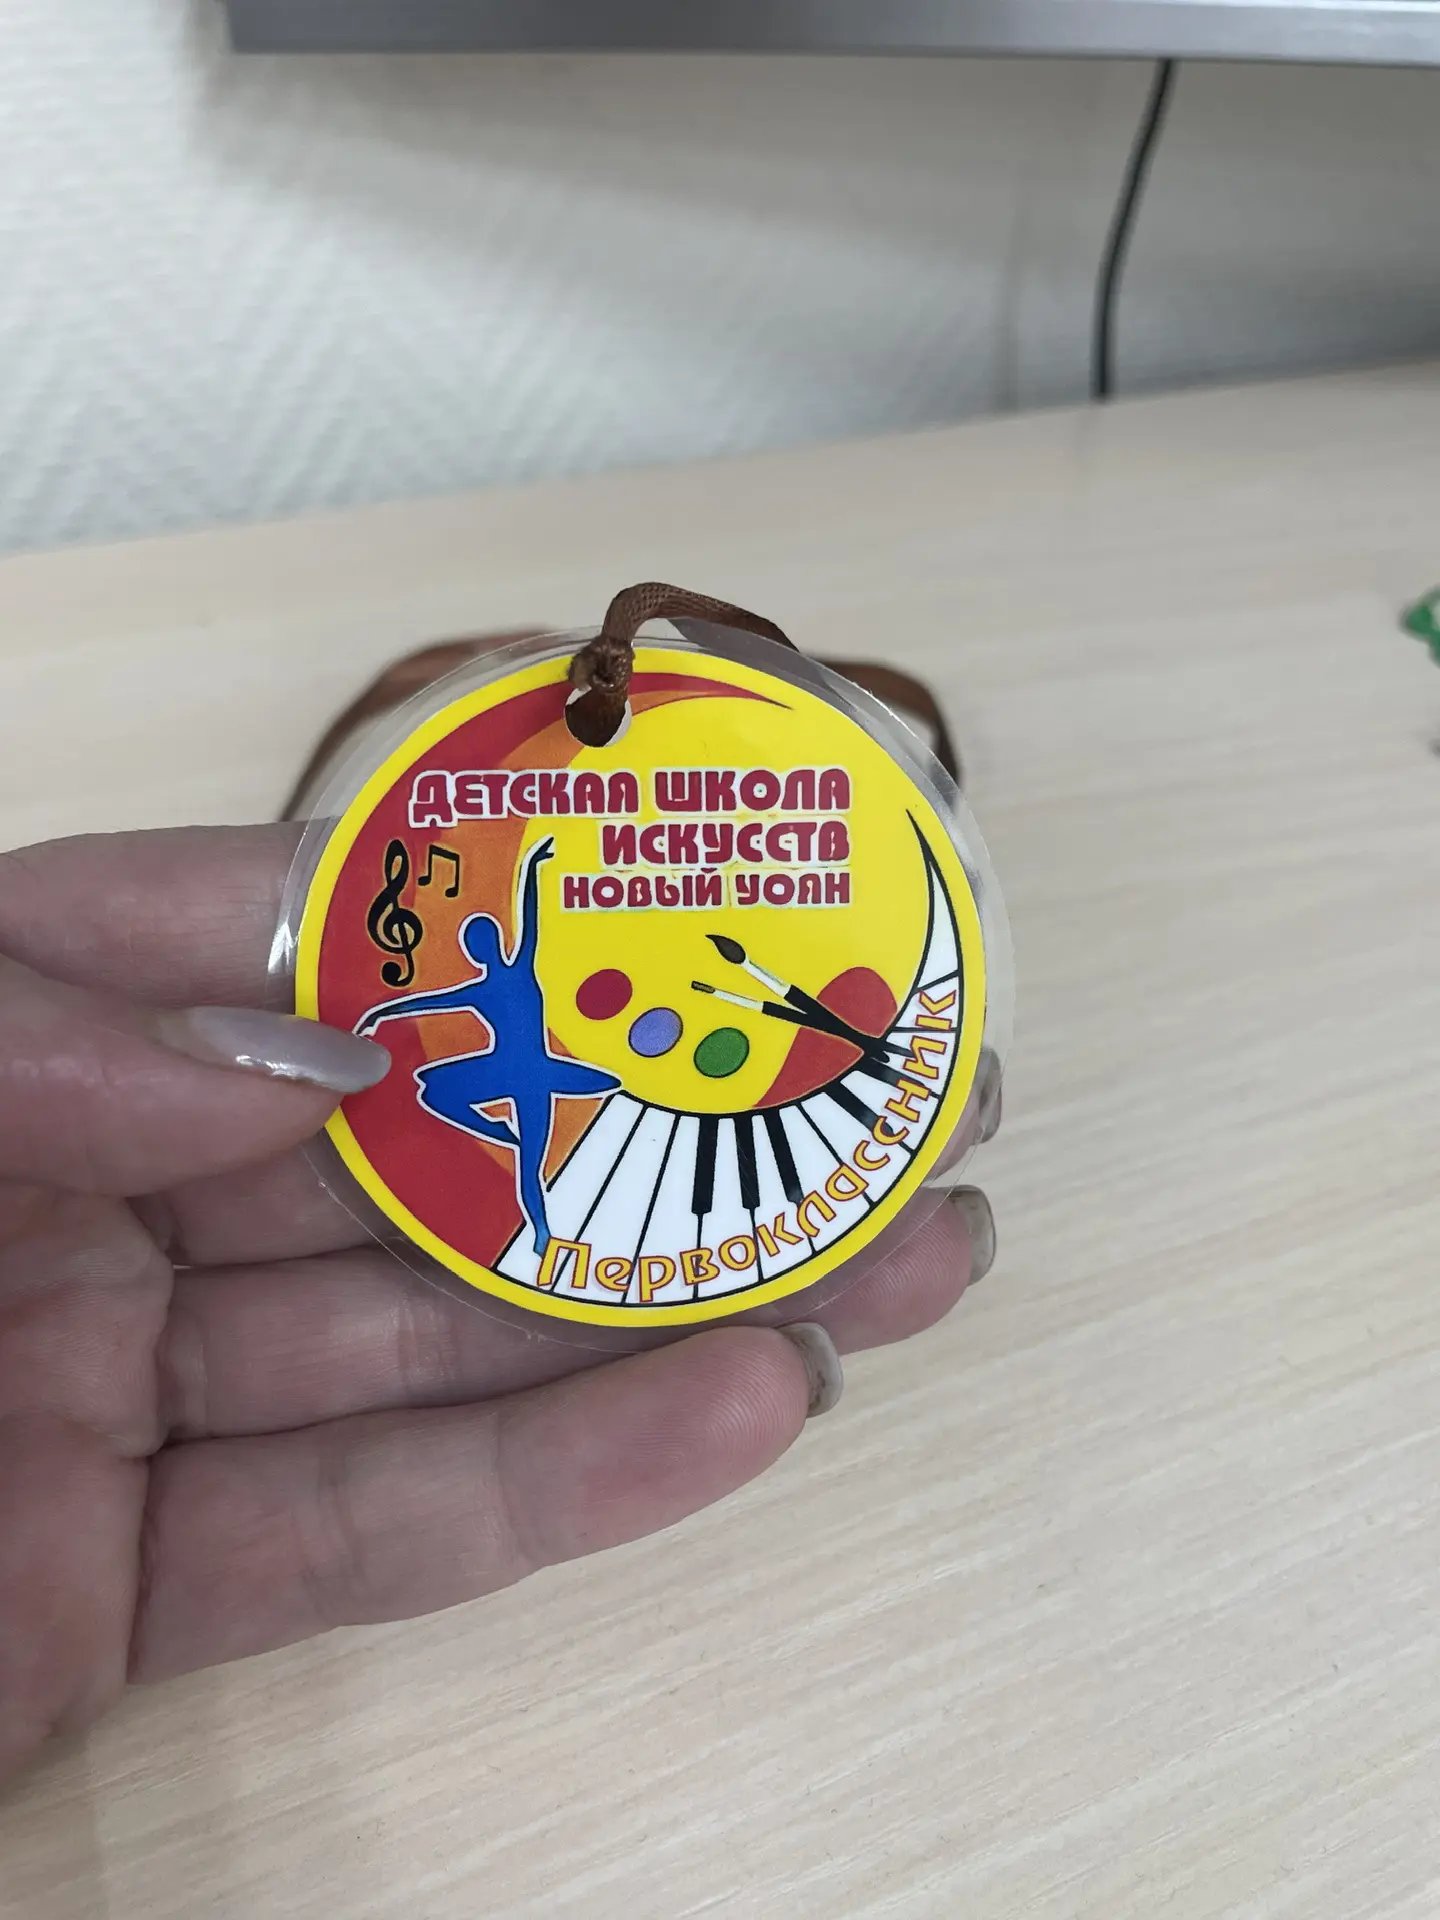 ДЕТСКАЯ ШКОЛА
ИСКУССТВ
НОВЫЙ УОЯН
Первоклассник